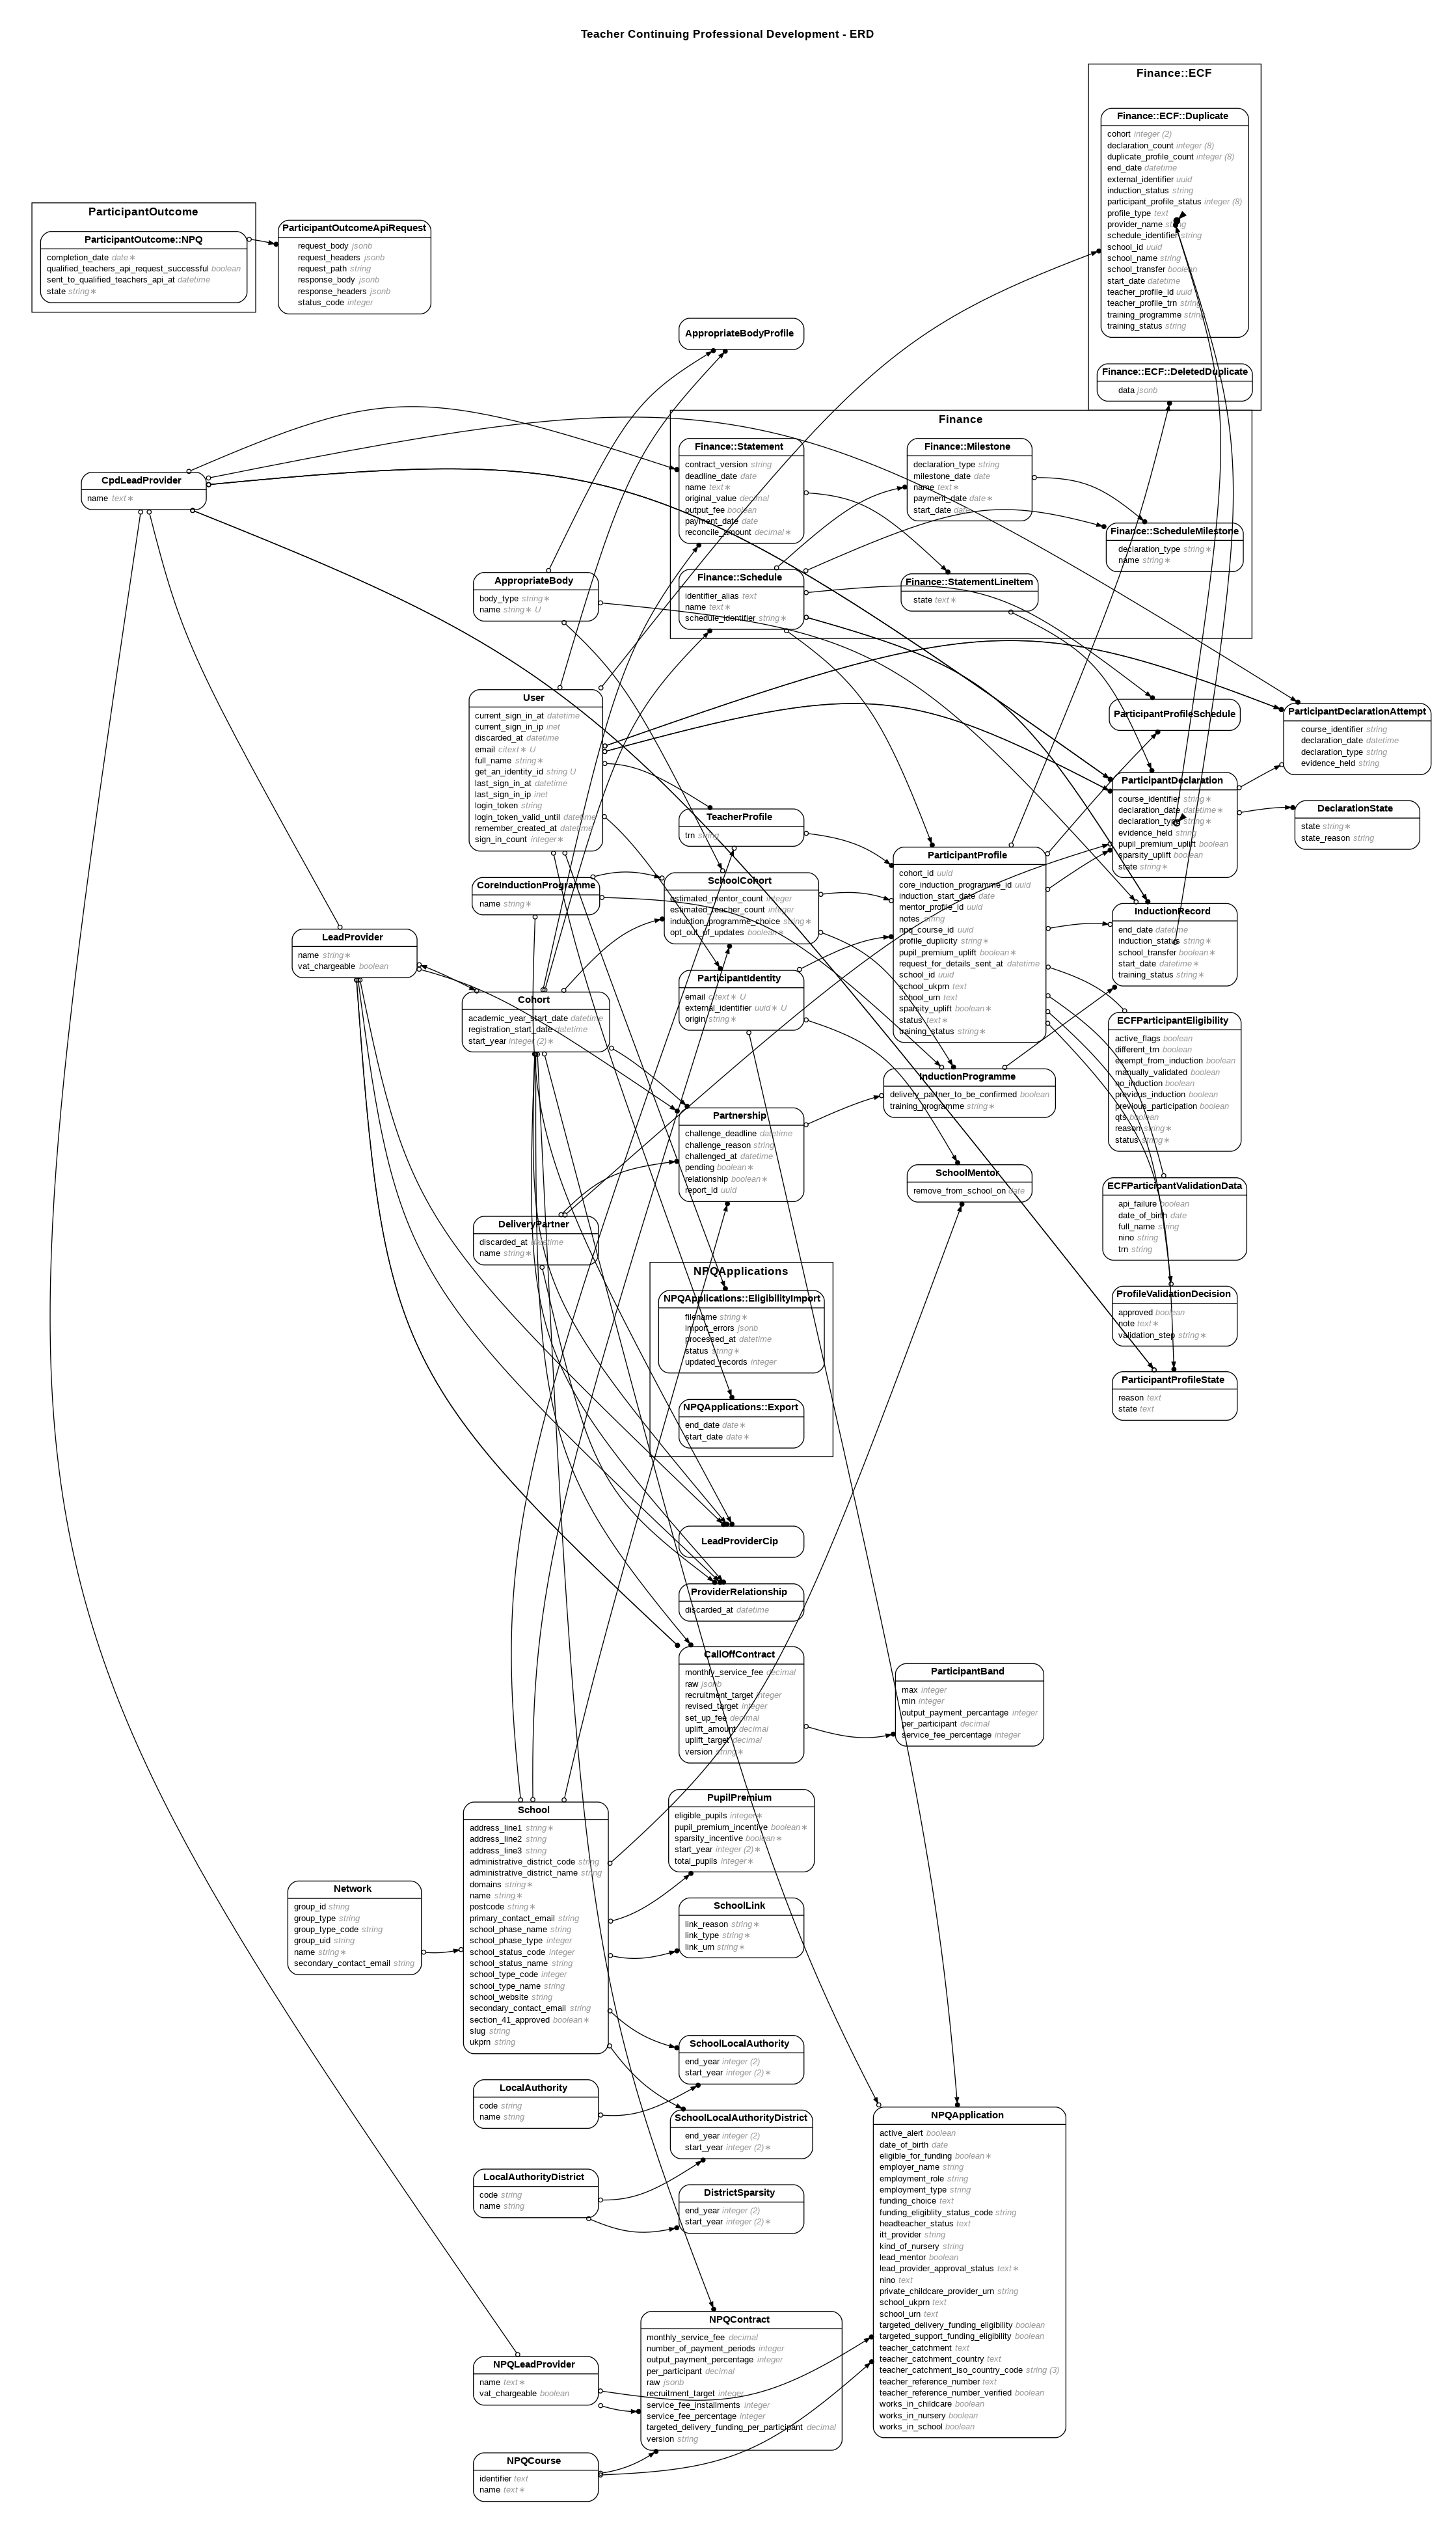 Teacher Continuing Professional Development - ERD
Finance::ECF
Finance::ECF::Duplicate
cohort integer (2)
declaration_count integer (8)
duplicate_profile_count integer (8)
end_date datetime
external_identifier uuid
induction_status string
participant_profile_status integer (8)
profile_type text
provider_name string
schedule_identifier string
school_id uuid
school_name string
school_transfer boolean
start_date datetime
teacher_profile_id uuid
teacher_profile_trn string
training_programme string
training_status string
Finance::ECF::DeletedDuplicate
data jsonb
ParticipantOutcome
ParticipantOutcome::NPQ
completion_date date∗
qualified_teachers_api_request_successful boolean
sent_to_qualified_teachers_api_at datetime
state string∗
ParticipantOutcomeApiRequest
request_body jsonb
request_headers jsonb
request_path string
response_body jsonb
response_headers jsonb
status_code integer
AppropriateBodyProfile
Finance
Finance::Statement
contract_version string
deadline_date date
name text∗
original_value decimal
output_fee boolean
payment_date date
reconcile_amount decimal∗
Finance::Milestone
declaration_type string
milestone_date date
name text∗
payment_date date∗
start_date date
Finance::ScheduleMilestone
declaration_type string∗
name string∗
Finance::Schedule
identifier_alias text
name text∗
schedule_identifier string∗
Finance::StatementLineItem
state text∗
CpdLeadProvider
name text∗
AppropriateBody
body_type string∗
name string∗ U
User
current_sign_in_at datetime
current_sign_in_ip inet
discarded_at datetime
email citext∗ U
full_name string∗
get_an_identity_id string U
last_sign_in_at datetime
last_sign_in_ip inet
login_token string
login_token_valid_until datetime
remember_created_at datetime
sign_in_count integer∗
ParticipantProfileSchedule
ParticipantDeclarationAttempt
course_identifier string
declaration_date datetime
declaration_type string
evidence_held string
ParticipantDeclaration
course_identifier string∗
declaration_date datetime∗
declaration_type string∗
evidence_held string
pupil_premium_uplift boolean
sparsity_uplift boolean
state string∗
DeclarationState
state string∗
state_reason string
TeacherProfile
trn string
ParticipantProfile
cohort_id uuid
core_induction_programme_id uuid
induction_start_date date
mentor_profile_id uuid
notes string
npq_course_id uuid
profile_duplicity string∗
pupil_premium_uplift boolean∗
request_for_details_sent_at datetime
school_id uuid
school_ukprn text
school_urn text
sparsity_uplift boolean∗
status text∗
training_status string∗
CoreInductionProgramme
name string∗
SchoolCohort
estimated_mentor_count integer
estimated_teacher_count integer
induction_programme_choice string∗
opt_out_of_updates boolean∗
InductionRecord
end_date datetime
induction_status string∗
school_transfer boolean∗
start_date datetime∗
training_status string∗
LeadProvider
name string∗
vat_chargeable boolean
ParticipantIdentity
email citext∗ U
external_identifier uuid∗ U
origin string∗
Cohort
academic_year_start_date datetime
registration_start_date datetime
start_year integer (2)∗
ECFParticipantEligibility
active_flags boolean
different_trn boolean
exempt_from_induction boolean
manually_validated boolean
no_induction boolean
previous_induction boolean
previous_participation boolean
qts boolean
reason string∗
status string∗
InductionProgramme
delivery_partner_to_be_confirmed boolean
training_programme string∗
Partnership
challenge_deadline datetime
challenge_reason string
challenged_at datetime
pending boolean∗
relationship boolean∗
report_id uuid
SchoolMentor
remove_from_school_on date
ECFParticipantValidationData
api_failure boolean
date_of_birth date
full_name string
nino string
trn string
DeliveryPartner
discarded_at datetime
name string∗
NPQApplications
NPQApplications::EligibilityImport
filename string∗
import_errors jsonb
processed_at datetime
status string∗
updated_records integer
NPQApplications::Export
end_date date∗
start_date date∗
ProfileValidationDecision
approved boolean
note text∗
validation_step string∗
ParticipantProfileState
reason text
state text
LeadProviderCip
ProviderRelationship
discarded_at datetime
CallOffContract
monthly_service_fee decimal
raw jsonb
recruitment_target integer
revised_target integer
set_up_fee decimal
uplift_amount decimal
uplift_target decimal
version string∗
ParticipantBand
max integer
min integer
output_payment_percantage integer
per_participant decimal
service_fee_percentage integer
PupilPremium
eligible_pupils integer∗
pupil_premium_incentive boolean∗
sparsity_incentive boolean∗
start_year integer (2)∗
total_pupils integer∗
School
address_line1 string∗
address_line2 string
address_line3 string
administrative_district_code string
administrative_district_name string
domains string∗
name string∗
postcode string∗
primary_contact_email string
school_phase_name string
school_phase_type integer
school_status_code integer
school_status_name string
school_type_code integer
school_type_name string
school_website string
secondary_contact_email string
section_41_approved boolean∗
slug string
ukprn string
Network
group_id string
group_type string
group_type_code string
group_uid string
name string∗
secondary_contact_email string
SchoolLink
link_reason string∗
link_type string∗
link_urn string∗
SchoolLocalAuthority
end_year integer (2)
start_year integer (2)∗
LocalAuthority
code string
name string
SchoolLocalAuthorityDistrict
end_year integer (2)
start_year integer (2)∗
LocalAuthorityDistrict
code string
name string
DistrictSparsity
end_year integer (2)
start_year integer (2)∗
NPQApplication
active_alert boolean
date_of_birth date
eligible_for_funding boolean∗
employer_name string
employment_role string
employment_type string
funding_choice text
funding_eligiblity_status_code string
headteacher_status text
itt_provider string
kind_of_nursery string
lead_mentor boolean
lead_provider_approval_status text∗
nino text
private_childcare_provider_urn string
school_ukprn text
school_urn text
targeted_delivery_funding_eligibility boolean
targeted_support_funding_eligibility boolean
teacher_catchment text
teacher_catchment_country text
teacher_catchment_iso_country_code string (3)
teacher_reference_number text
teacher_reference_number_verified boolean
works_in_childcare boolean
works_in_nursery boolean
works_in_school boolean
NPQContract
monthly_service_fee decimal
number_of_payment_periods integer
output_payment_percentage integer
per_participant decimal
raw jsonb
recruitment_target integer
service_fee_installments integer
service_fee_percentage integer
targeted_delivery_funding_per_participant decimal
version string
NPQLeadProvider
name text∗
vat_chargeable boolean
NPQCourse
identifier text
name text∗